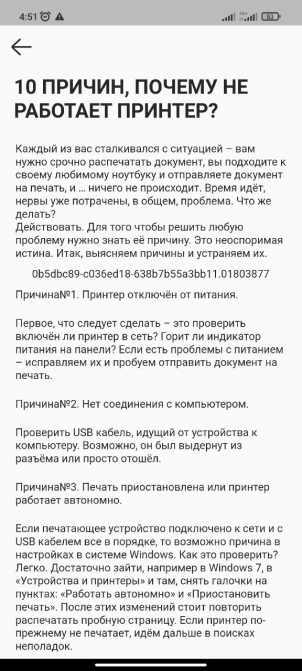 4:51
52
10 ПРИЧИН, ПОЧЕМУ НЕ
РАБОТАЕТ ПРИНТЕР?
Каждый из вас сталкивался с ситуацией – вам
нужно срочно распечатать документ, вы подходите к
своему любимому ноутбуку и отправляете документ
на печать, и … ничего не происходит. Время идёт,
нервы уже потрачены, в общем, проблема. Что же
делать?
Действовать. Для того чтобы решить любую
проблему нужно знать её причину. Это неоспоримая
истина. Итак, выясняем причины и устраняем их.
0b5dbc89-c036ed18-638b7b55a3bb11.01803877
Причина№1. Принтер отключён от питания.
Первое, что следует сделать – это проверить
включён ли принтер в сеть? Горит ли индикатор
питания на панели? Если есть проблемы с питанием
– исправляем их и пробуем отправить документ на
печать.
Причина№2. Нет соединения с компьютером.
Проверить USB кабель, идущий от устройства к
компьютеру. Возможно, он был выдернут из
разъёма или просто отошёл.
Причина№3. Печать приостановлена или принтер
работает автономно.
Если печатающее устройство подключено к сети и с
USB кабелем все в порядке, то возможно причина в
настройках в системе Windows. Как это проверить?
Легко. Достаточно зайти, например в Windows 7, в
«Устройства и принтеры» и там, снять галочки на
пунктах: «Работать автономно» и «Приостановить
печать». После этих изменений стоит повторить
распечатать пробную страницу. Если принтер по-
прежнему не печатает, идём дальше в поисках
неполадок.